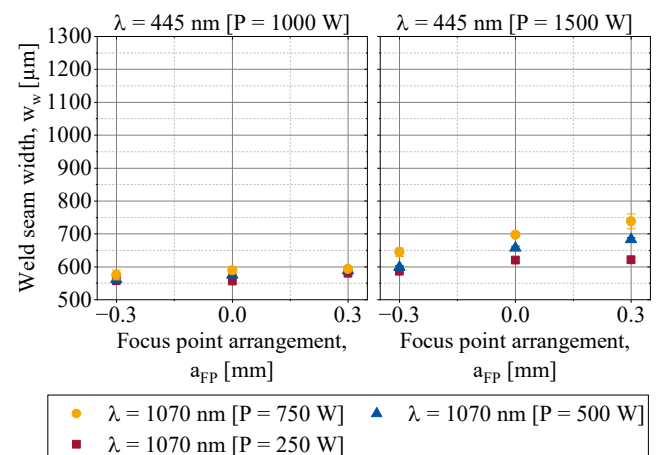 λ = 445 nm [P = 1000 W] λ = 445 nm [P = 1500 W]
1300
1200
1100
1000
900
800
700
600
500
Weld seam width, w_w [µm]
−0.3 0.0 0.3 −0.3 0.0 0.3
Focus point arrangement, Focus point arrangement,
a_FP [mm] a_FP [mm]
λ = 1070 nm [P = 750 W] λ = 1070 nm [P = 500 W]
λ = 1070 nm [P = 250 W]